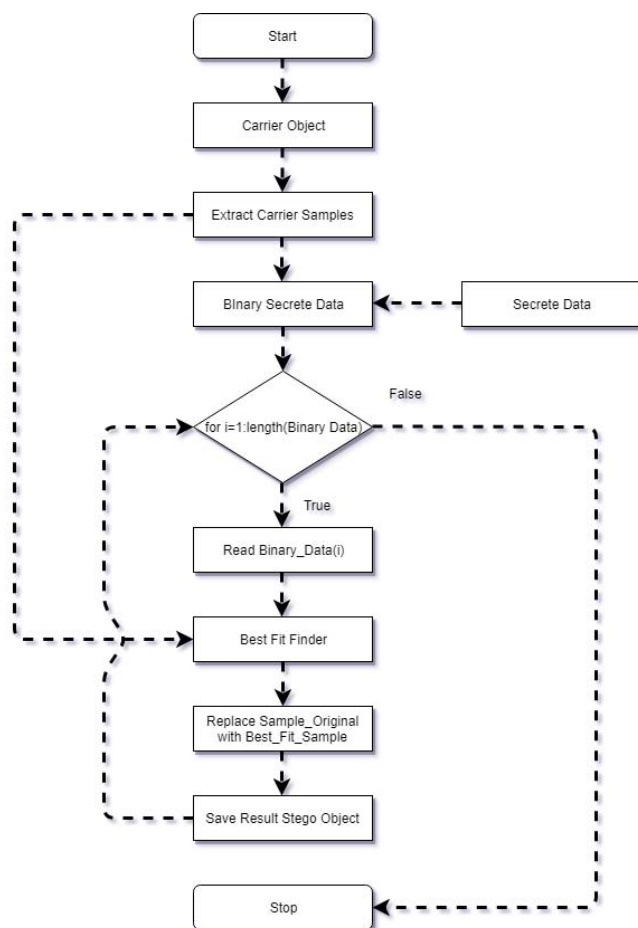 Start
Carrier Object
Extract Carrier Samples
BInary Secrete Data
Secrete Data
False
for i=1:length(Binary Data)
True
Read Binary_Data(i)
Best Fit Finder
Replace Sample_Original
with Best_Fit_Sample
Save Result Stego Object
Stop